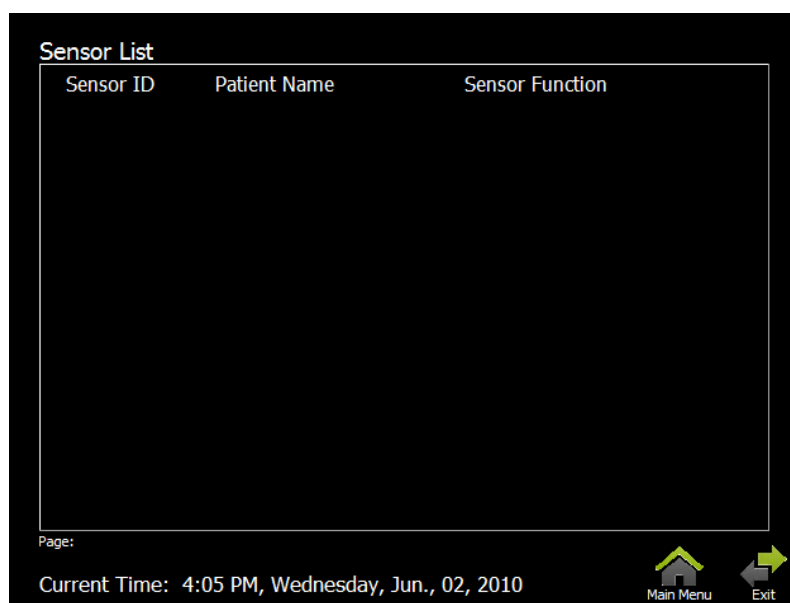 Sensor List
Sensor ID Patient Name Sensor Function
Page:
Current Time: 4:05 PM, Wednesday, Jun., 02, 2010
Main Menu Exit